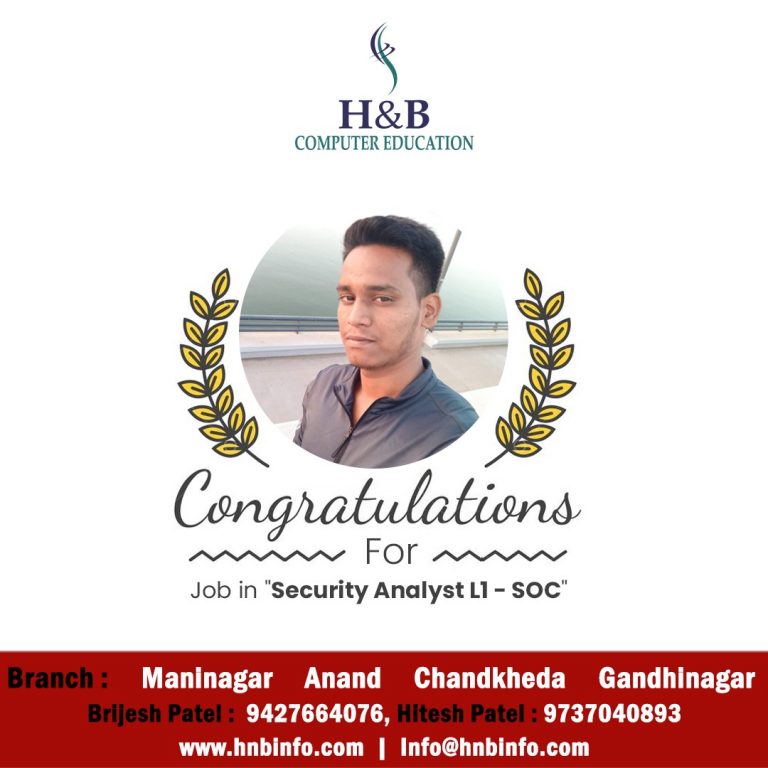 H&B
COMPUTER EDUCATION
Congratulations
For
Job in "Security Analyst L1 - SOC"
Branch : Maninagar Anand Chandkheda Gandhinagar
Brijesh Patel : 9427664076, Hitesh Patel : 9737040893
www.hnbinfo.com | Info@hnbinfo.com